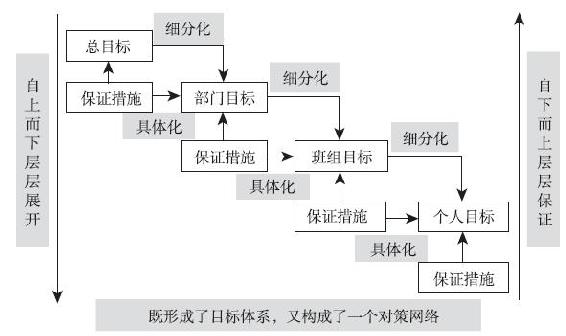 细分化
总目标
细分化
保证措施
部门目标
具体化
细分化
保证措施
班组目标
具体化
保证措施
个人目标
具体化
保证措施
自上而下层层展开
自下而上层层保证
既形成了目标体系，又构成了一个对策网络